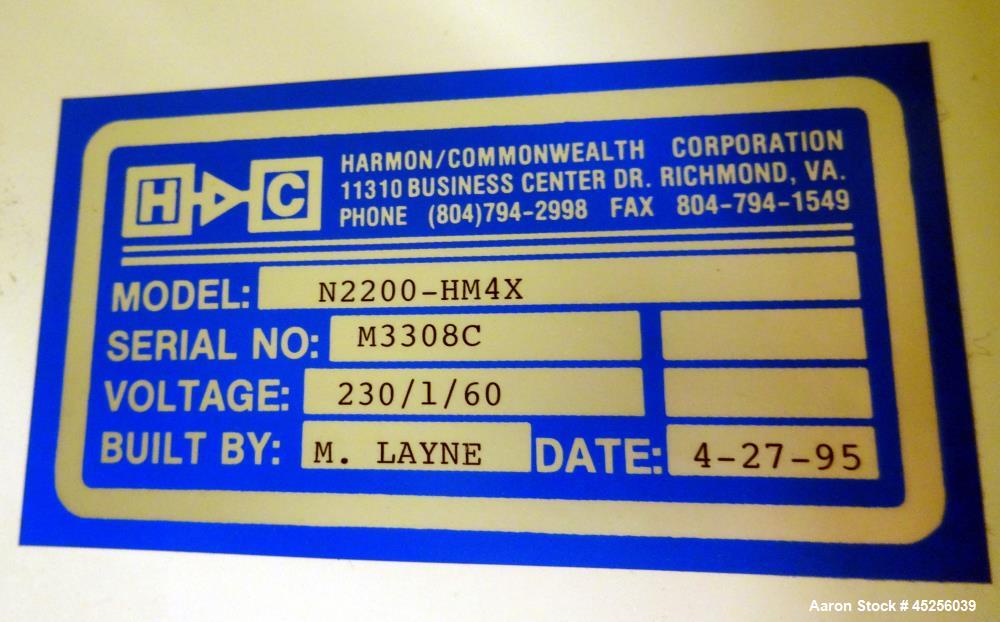 H C
HARMON/COMMONWEALTH CORPORATION
11310 BUSINESS CENTER DR. RICHMOND, VA.
PHONE (804)794-2998 FAX 804-794-1549
MODEL: N2200-HM4X
SERIAL NO: M3308C
VOLTAGE: 230/1/60
BUILT BY: M. LAYNE DATE: 4-27-95
Aaron Stock # 45256039